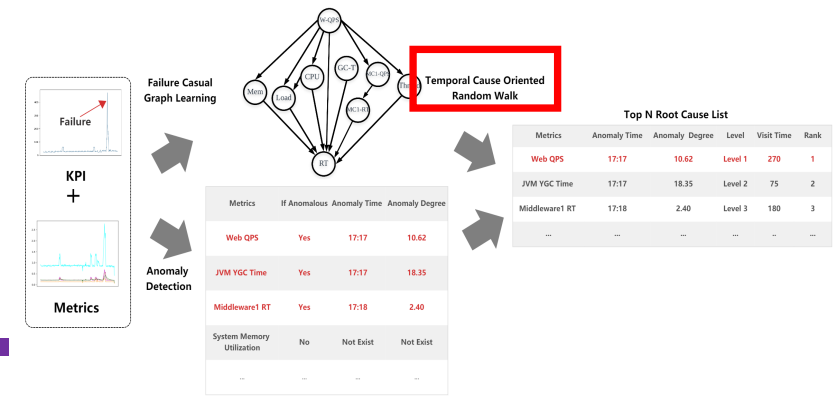 W-QPS
CPU
GC-T
MC1-QPS
Mem
Load
MC1-RT
RT
Failure Casual
Graph Learning
Temporal Cause Oriented
Random Walk
Failure
KPI
+
Metrics
Anomaly
Detection
Metrics If Anomalous Anomaly Time Anomaly Degree
Web QPS Yes 17:17 10.62
JVM YGC Time Yes 17:17 18.35
Middleware1 RT Yes 17:18 2.40
System Memory
Utilization No Not Exist Not Exist
... ... ... ...
Top N Root Cause List
Metrics Anomaly Time Anomaly Degree Level Visit Time Rank
Web QPS 17:17 10.62 Level 1 270 1
JVM YGC Time 17:17 18.35 Level 2 75 2
Middleware1 RT 17:18 2.40 Level 3 180 3
... ... ... ... .. ...